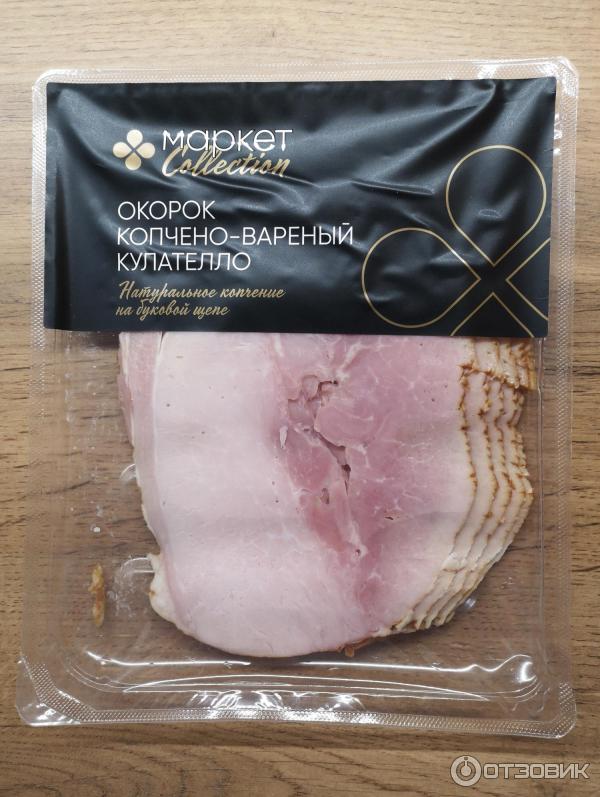 маркет
Collection
ОКОРОК
КОПЧЕНО-ВАРЕНЫЙ
КУЛАТЕЛЛО
Натуральное копчение
на буковой щепе
ОТЗОВИК